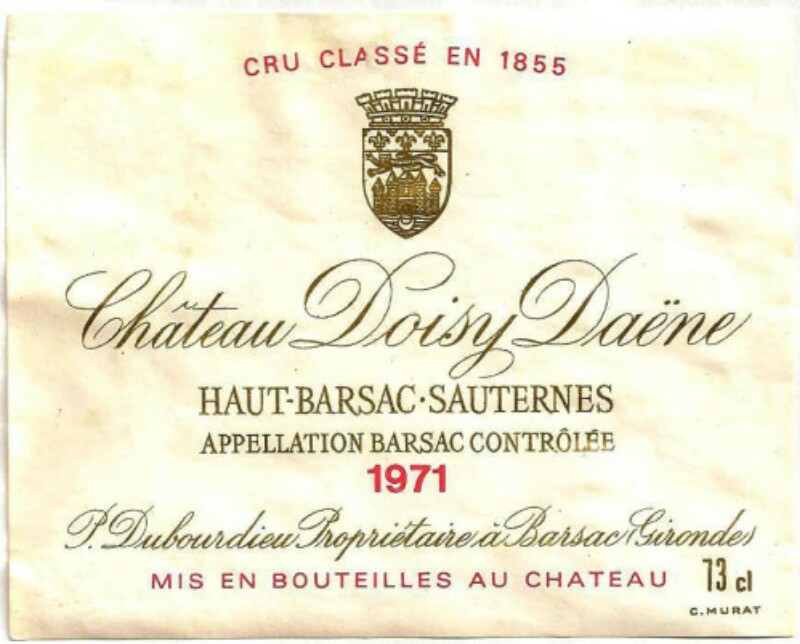 CRU CLASSÉ EN 1855
Château Doisy Daëne
HAUT-BARSAC·SAUTERNES
APPELLATION BARSAC CONTRÔLÉE
1971
P. Dubourdieu Propriétaire à Barsac (Gironde)
MIS EN BOUTEILLES AU CHATEAU 73 cl
C. MURAT